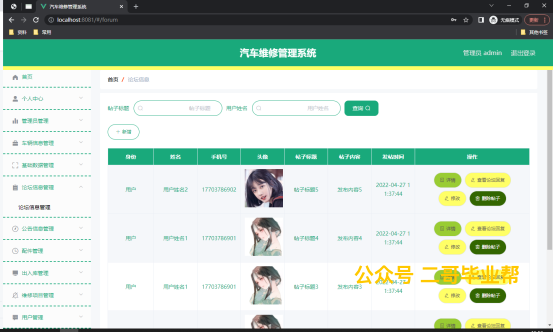 汽车维修管理系统
localhost:8081/#/forum
无痕模式
更新
资料
常用
其他书签
汽车维修管理系统
管理员 admin
退出登录
首页
个人中心
管理员管理
车辆信息管理
基础数据管理
论坛信息管理
论坛信息管理
公告信息管理
配件管理
出入库管理
维修项目管理
用户管理
首页 / 论坛信息
帖子标题 帖子标题 用户姓名 用户姓名 查询
+ 新增
身份 姓名 手机号 头像 帖子标题 帖子内容 发帖时间 操作
用户 用户姓名2 17703786902 帖子标题5 发布内容5 2022-04-27 1
1:37:44
详情 查看论坛回复
修改 删除帖子
用户 用户姓名1 17703786901 帖子标题4 发布内容4 2022-04-27 1
1:37:44
详情 查看论坛回复
修改 删除帖子
用户 用户姓名1 17703786901 帖子标题3 发布内容3 2022-04-27 1
1:37:44
详情 查看论坛回复
修改 删除帖子
公众号 二哥毕业帮